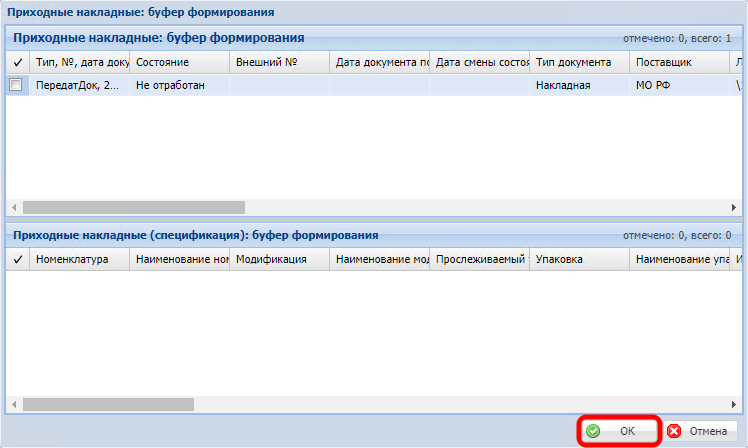 Приходные накладные: буфер формирования
Приходные накладные: буфер формирования отмечено: 0, всего: 1
✓ Тип, №, дата доку Состояние Внешний № Дата документа по Дата смены состоя Тип документа Поставщик Л
ПередатДок, 2... Не отработан Накладная МО РФ \
Приходные накладные (спецификация): буфер формирования отмечено: 0, всего: 0
✓ Номенклатура Наименование ном Модификация Наименование мод Прослеживаемый Упаковка Наименование упа И
ОК Отмена